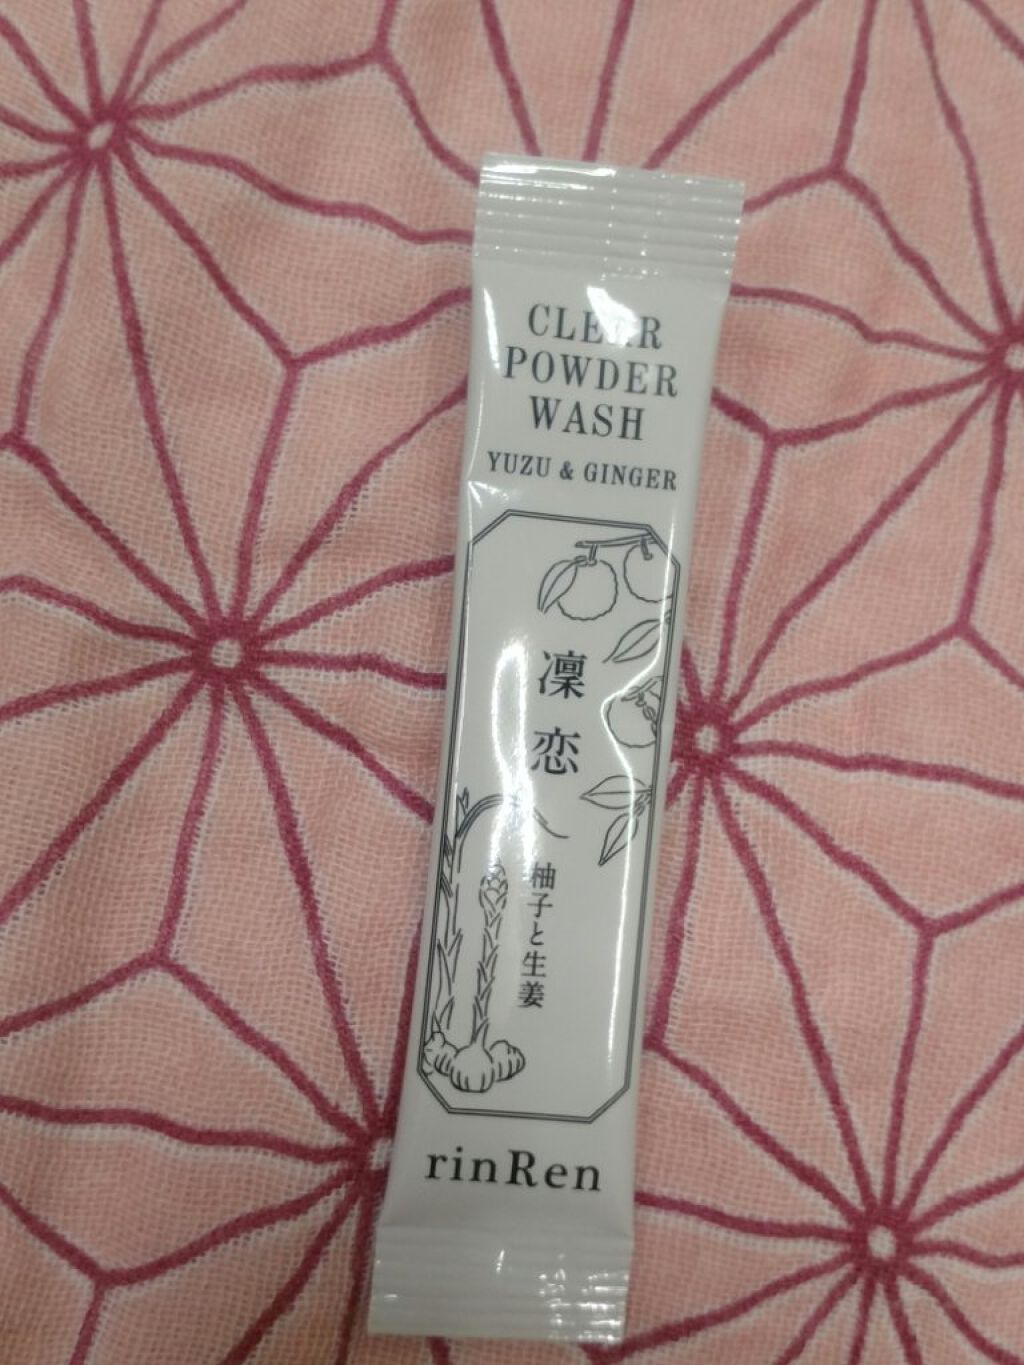 CLEAR
POWDER
WASH
YUZU & GINGER
凜恋
柚子と生姜
rinRen